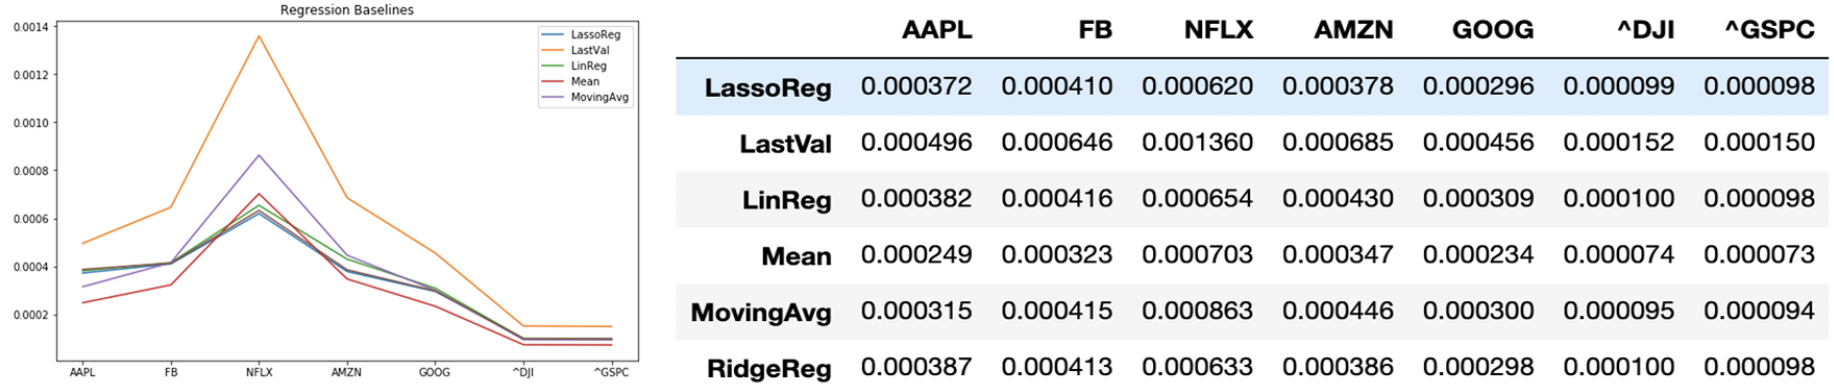 Regression Baselines
0.0014
0.0012
0.0010
0.0008
0.0006
0.0004
0.0002
AAPL FB NFLX AMZN GOOG ^DJI ^GSPC
LassoReg
LastVal
LinReg
Mean
MovingAvg
AAPL FB NFLX AMZN GOOG ^DJI ^GSPC
LassoReg 0.000372 0.000410 0.000620 0.000378 0.000296 0.000099 0.000098
LastVal 0.000496 0.000646 0.001360 0.000685 0.000456 0.000152 0.000150
LinReg 0.000382 0.000416 0.000654 0.000430 0.000309 0.000100 0.000098
Mean 0.000249 0.000323 0.000703 0.000347 0.000234 0.000074 0.000073
MovingAvg 0.000315 0.000415 0.000863 0.000446 0.000300 0.000095 0.000094
RidgeReg 0.000387 0.000413 0.000633 0.000386 0.000298 0.000100 0.000098